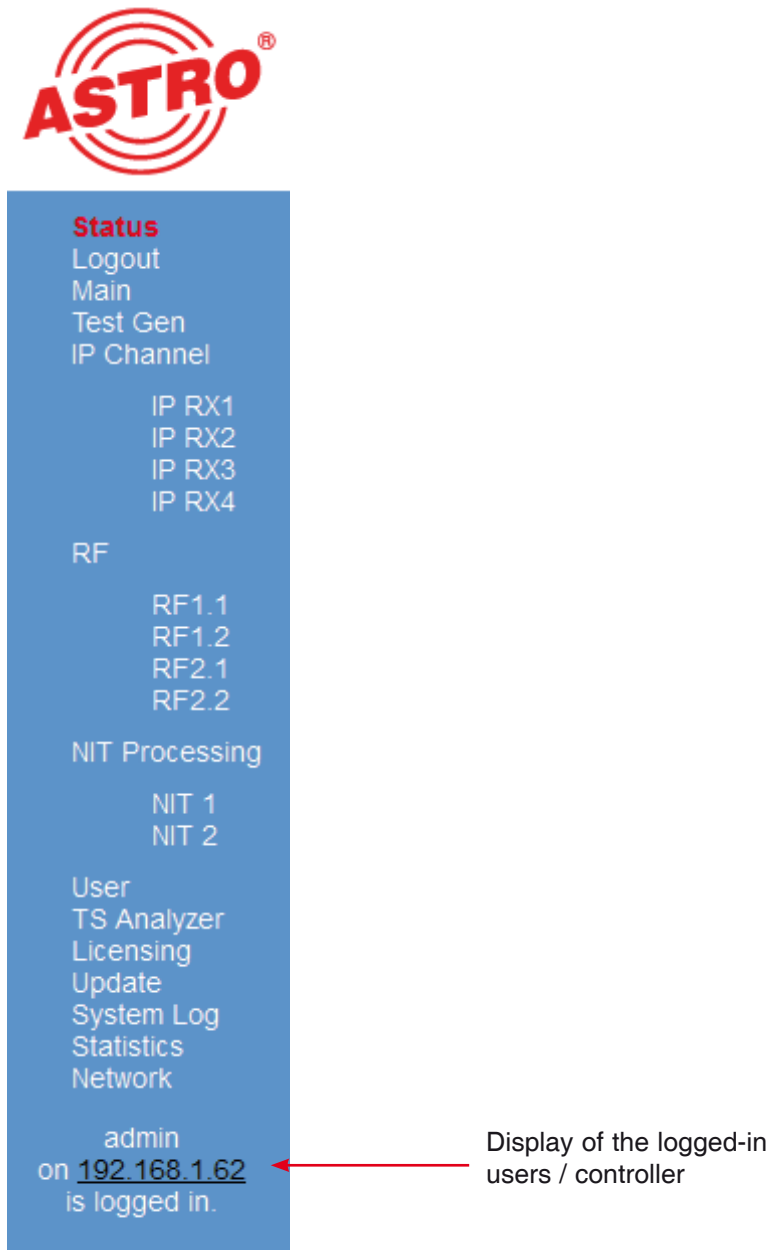 ASTRO®
Status
Logout
Main
Test Gen
IP Channel
IP RX1
IP RX2
IP RX3
IP RX4
RF
RF1.1
RF1.2
RF2.1
RF2.2
NIT Processing
NIT 1
NIT 2
User
TS Analyzer
Licensing
Update
System Log
Statistics
Network
admin
on 192.168.1.62
is logged in.
Display of the logged-in
users / controller